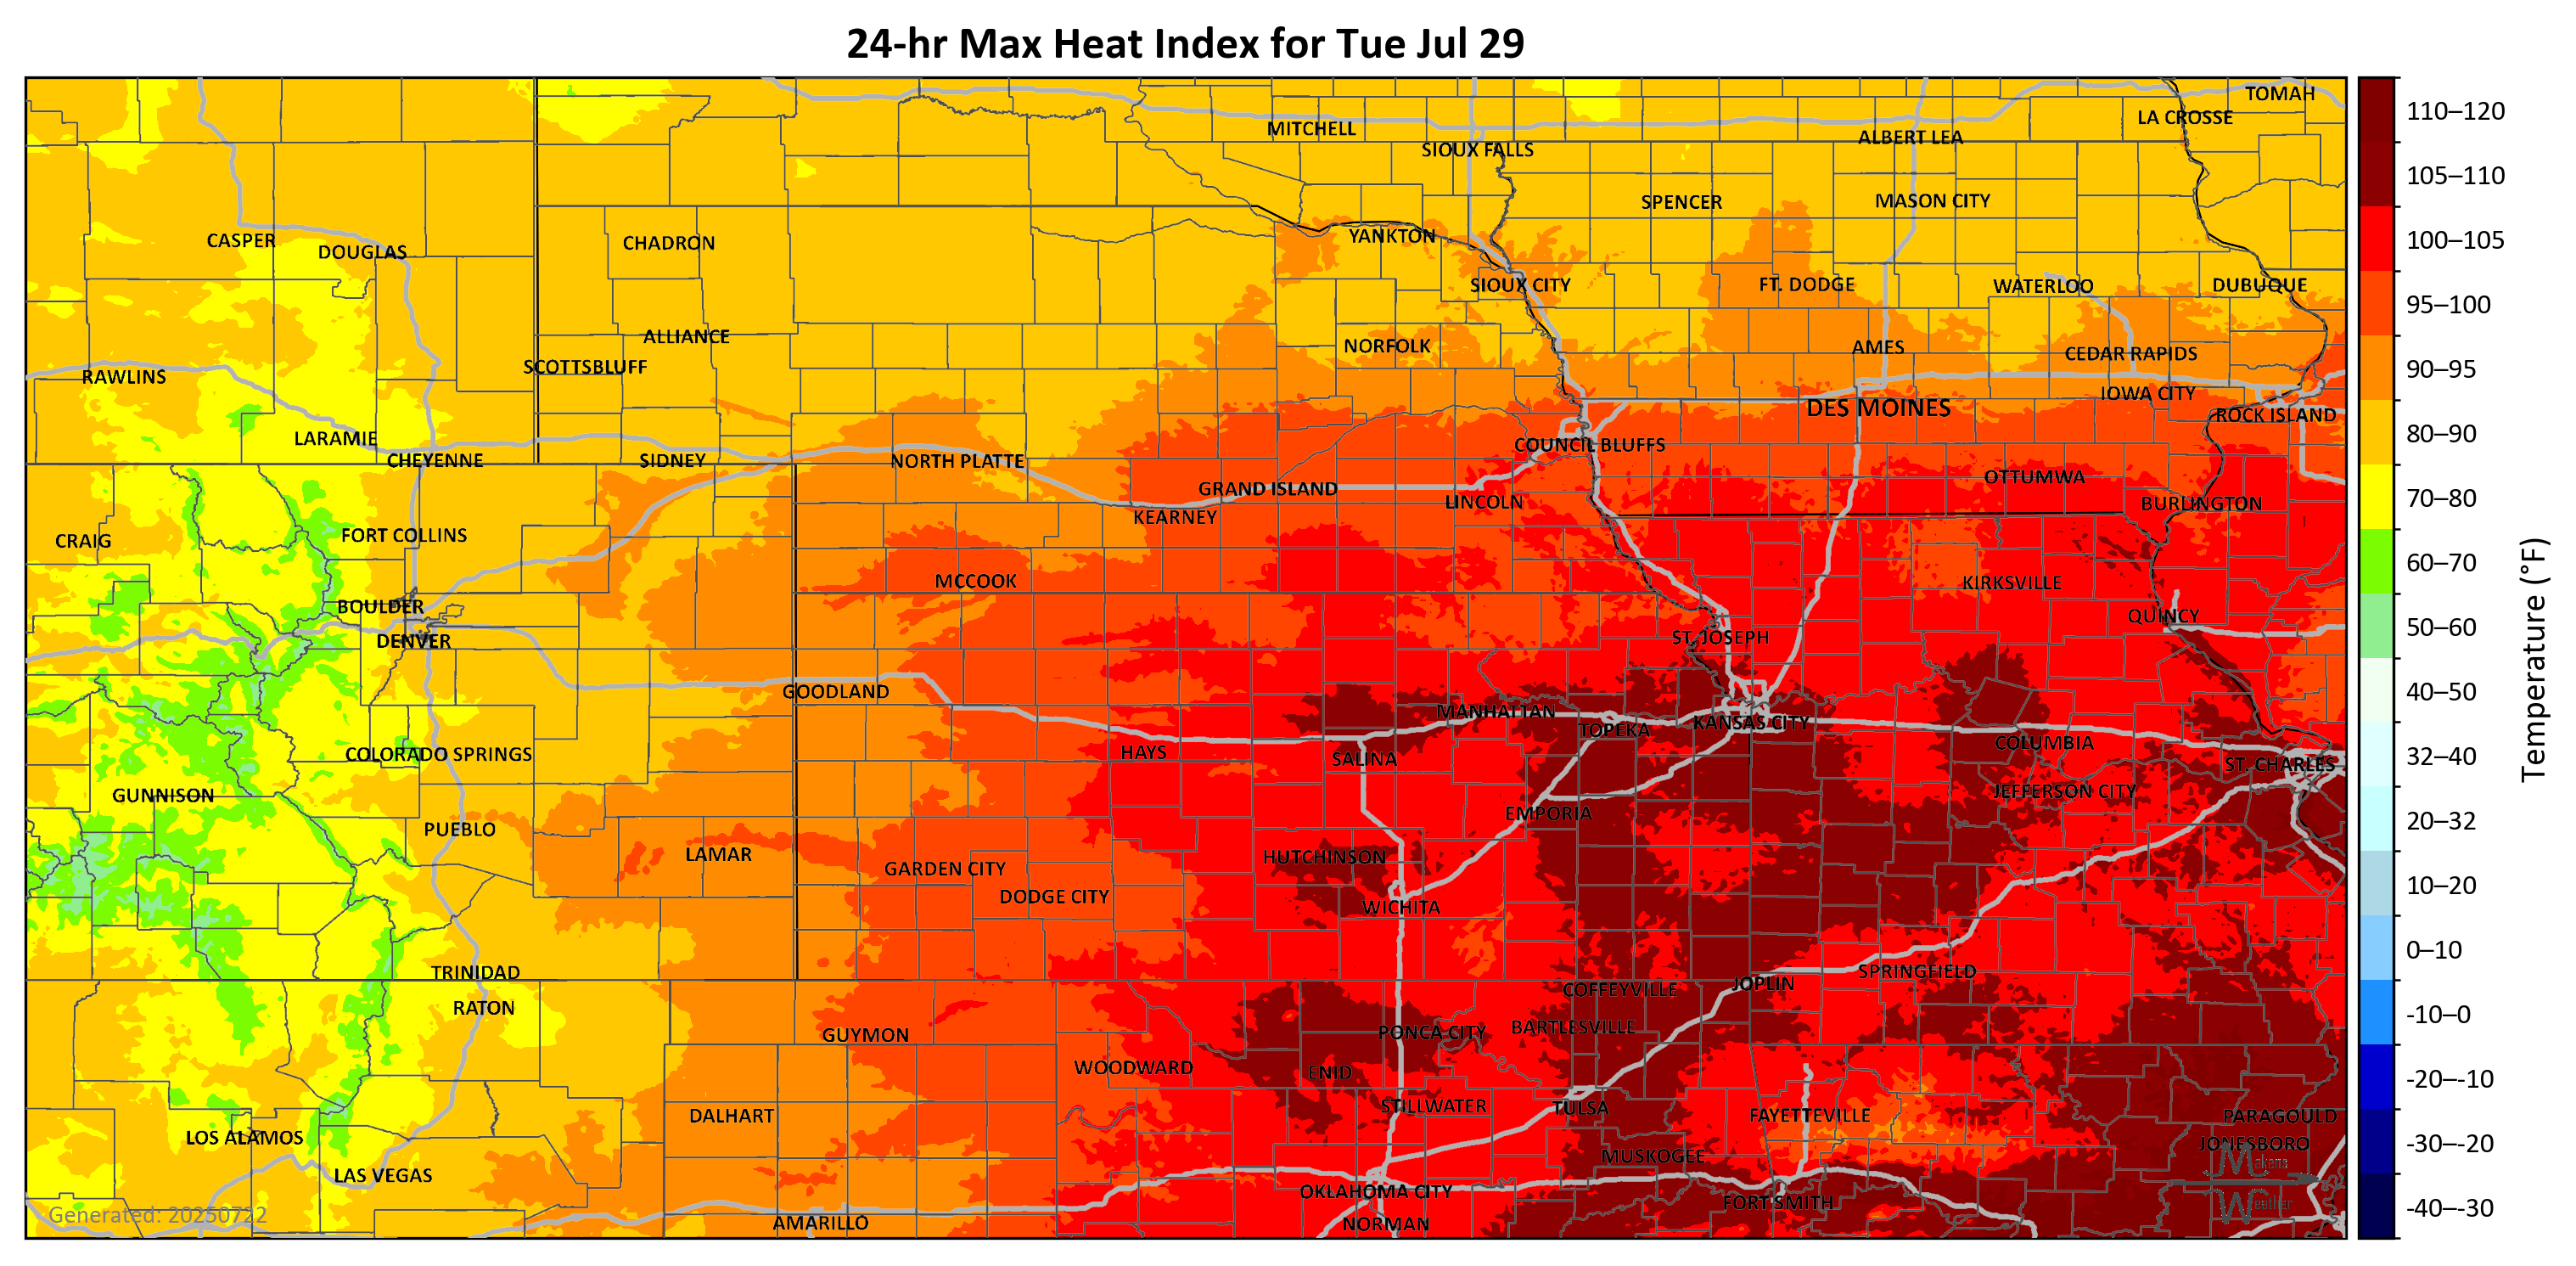 24-hr Max Heat Index for Tue Jul 29
TOMAH
LA CROSSE
MITCHELL
ALBERT LEA
SIOUX FALLS
SPENCER
MASON CITY
CASPER
DOUGLAS
CHADRON
YANKTON
SIOUX CITY
FT. DODGE
WATERLOO
DUBUQUE
ALLIANCE
NORFOLK
AMES
CEDAR RAPIDS
SCOTTSBLUFF
RAWLINS
IOWA CITY
DES MOINES
ROCK ISLAND
LARAMIE
COUNCIL BLUFFS
CHEYENNE
SIDNEY
NORTH PLATTE
OTTUMWA
GRAND ISLAND
LINCOLN
BURLINGTON
KEARNEY
FORT COLLINS
CRAIG
MCCOOK
KIRKSVILLE
BOULDER
QUINCY
DENVER
ST. JOSEPH
GOODLAND
MANHATTAN
KANSAS CITY
TOPEKA
COLUMBIA
COLORADO SPRINGS
HAYS
SALINA
ST. CHARLES
GUNNISON
JEFFERSON CITY
EMPORIA
PUEBLO
LAMAR
HUTCHINSON
GARDEN CITY
DODGE CITY
WICHITA
TRINIDAD
SPRINGFIELD
JOPLIN
COFFEYVILLE
RATON
BARTLESVILLE
PONCA CITY
GUYMON
WOODWARD
ENID
STILLWATER
TULSA
DALHART
FAYETTEVILLE
PARAGOULD
LOS ALAMOS
JONESBORO
MUSKOGEE
LAS VEGAS
OKLAHOMA CITY
FORT SMITH
AMARILLO
NORMAN
Makens
Weather
Generated: 20250722
110–120
105–110
100–105
95–100
90–95
80–90
70–80
60–70
50–60
40–50
32–40
20–32
10–20
0–10
-10–0
-20–-10
-30–-20
-40–-30
Temperature (°F)